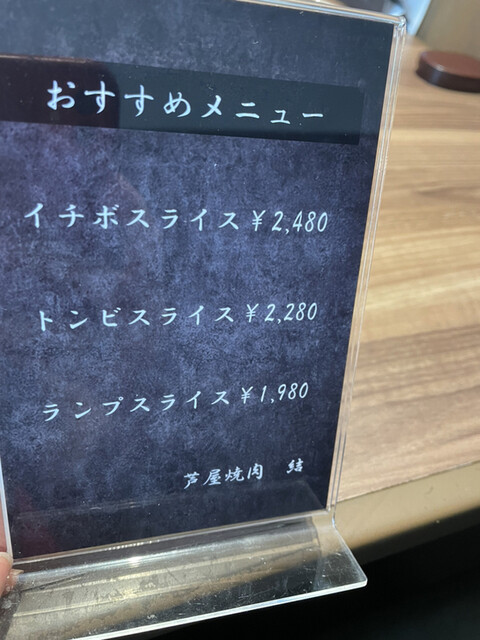 おすすめメニュー
イチボスライス¥2,480
トンビスライス¥2,280
ランプスライス¥1,980
芦屋焼肉 結